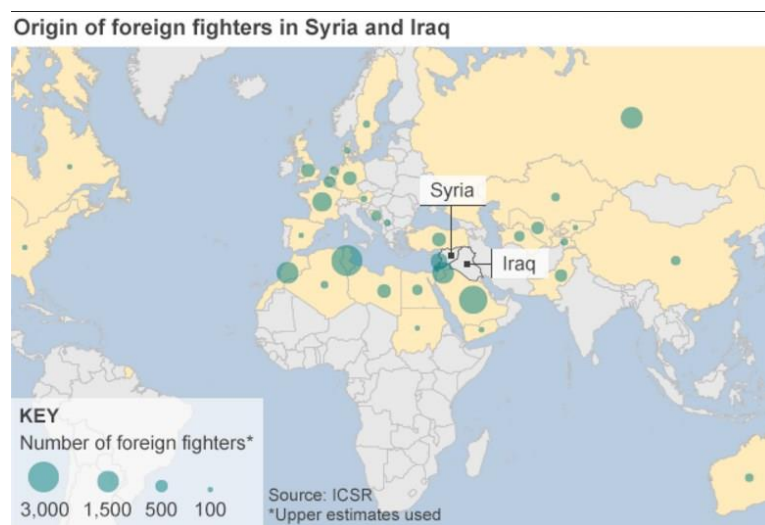 Origin of foreign fighters in Syria and Iraq
Syria
Iraq
KEY
Number of foreign fighters*
3,000 1,500 500 100
Source: ICSR
*Upper estimates used